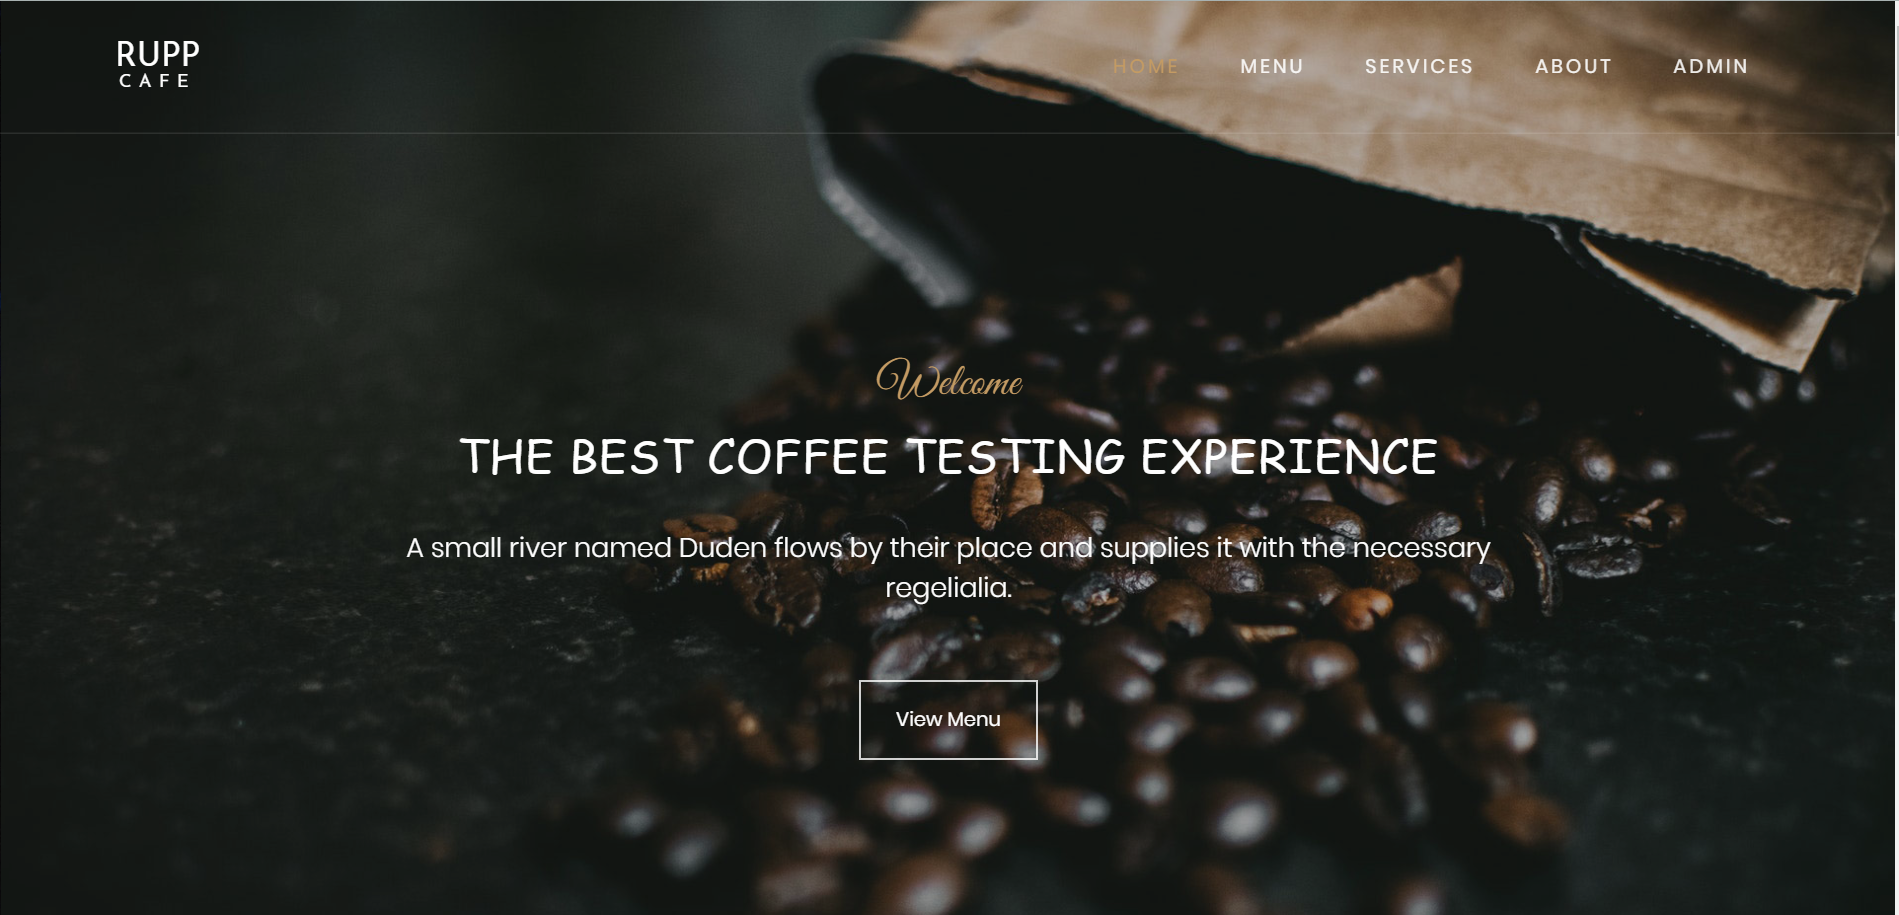 RUPP
CAFE
HOME MENU SERVICES ABOUT ADMIN
Welcome
THE BEST COFFEE TESTING EXPERIENCE
A small river named Duden flows by their place and supplies it with the necessary
regelialia.
View Menu